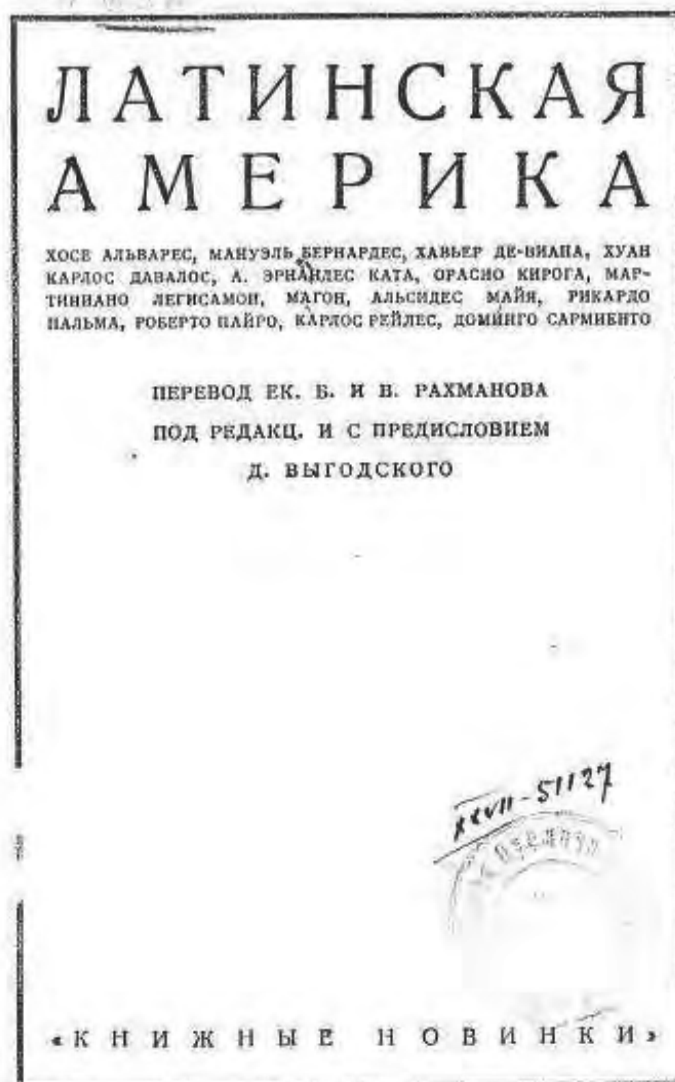 ЛАТИНСКАЯ
АМЕРИКА
ХОСЕ АЛЬВАРЕС, МАНУЭЛЬ БЕРНАРДЕС, ХАВЬЕР ДЕ-ВИАНА, ХУАН
КАРЛОС ДАВАЛОС, А. ЭРНАНДЕС КАТА, ОРАСИО КИРОГА, МАР-
ТИНИАНО ЛЕГИСАМОН, МАГОН, АЛЬСИДЕС МАЙЯ, РИКАРДО
ПАЛЬМА, РОБЕРТО ПАЙРО, КАРЛОС РЕЙЛЕС, ДОМИНГО САРМИЕНТО
ПЕРЕВОД ЕК. Б. И В. РАХМАНОВА
ПОД РЕДАКЦ. И С ПРЕДИСЛОВИЕМ
Д. ВЫГОДСКОГО
XXVII-51127
«КНИЖНЫЕ НОВИНКИ»